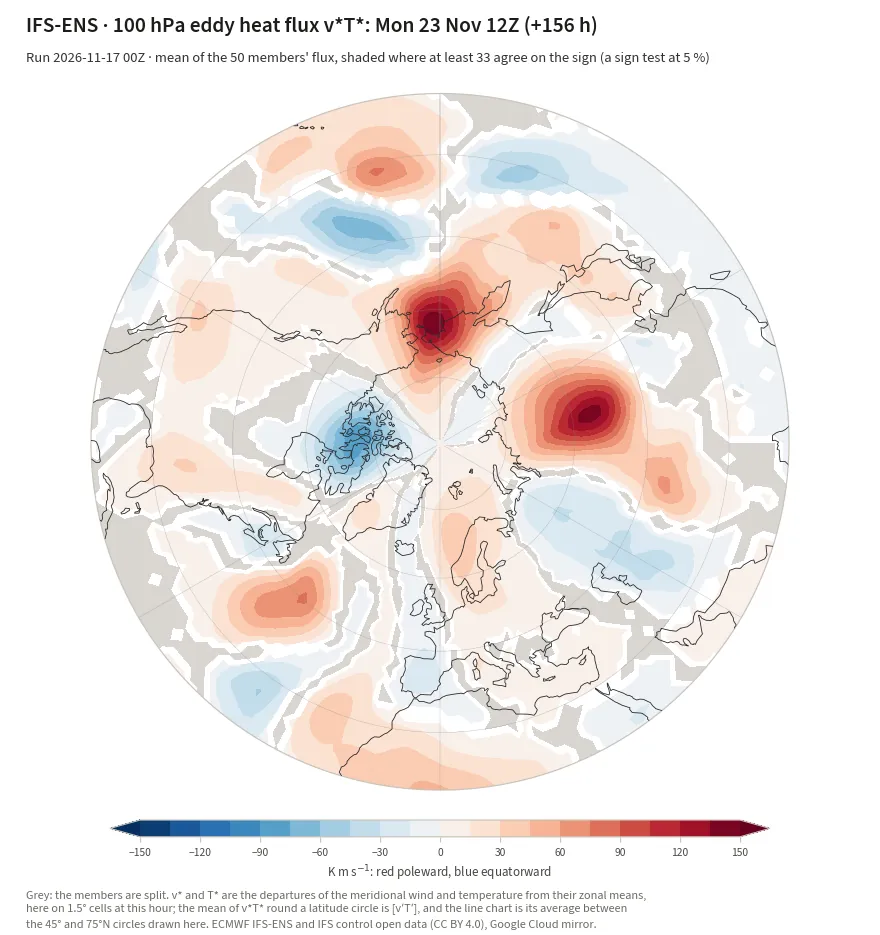 IFS-ENS · 100 hPa eddy heat flux v*T*: Mon 23 Nov 12Z (+156 h)
Run 2026-11-17 00Z · mean of the 50 members' flux, shaded where at least 33 agree on the sign (a sign test at 5 %)
−150 −120 −90 −60 −30 0 30 60 90 120 150
K m s⁻¹: red poleward, blue equatorward
Grey: the members are split. v* and T* are the departures of the meridional wind and temperature from their zonal means,
here on 1.5° cells at this hour; the mean of v*T* round a latitude circle is [v'T'], and the line chart is its average between
the 45° and 75°N circles drawn here. ECMWF IFS-ENS and IFS control open data (CC BY 4.0), Google Cloud mirror.